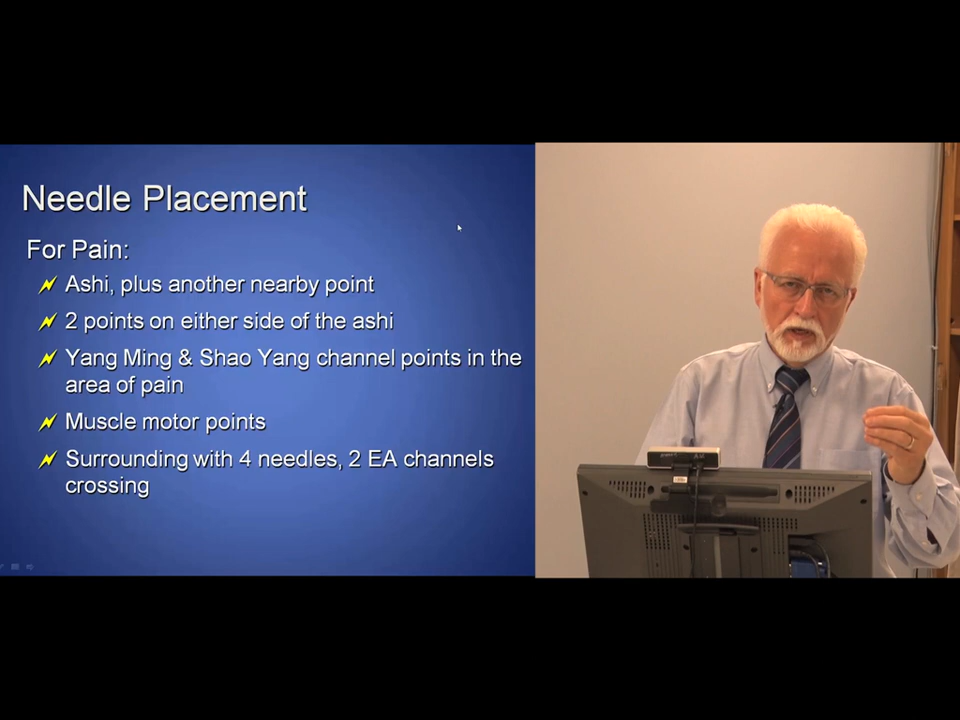 Needle Placement
For Pain:
Ashi, plus another nearby point
2 points on either side of the ashi
Yang Ming & Shao Yang channel points in the
area of pain
Muscle motor points
Surrounding with 4 needles, 2 EA channels
crossing